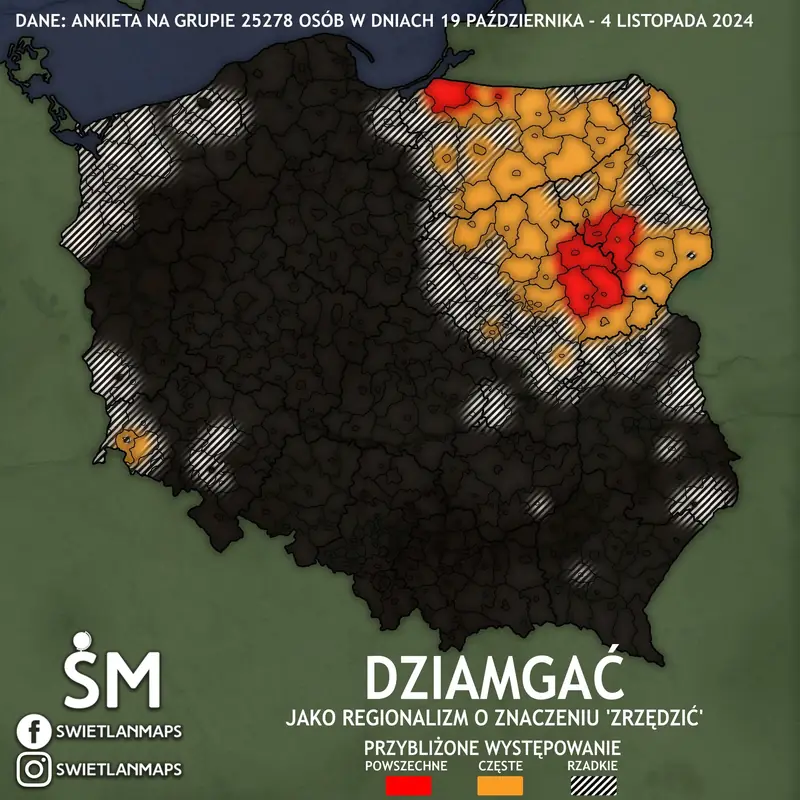 DANE: ANKIETA NA GRUPIE 25278 OSÓB W DNIACH 19 PAŹDZIERNIKA - 4 LISTOPADA 2024
ŚM
SWIETLANMAPS
SWIETLANMAPS
DZIAMGAĆ
JAKO REGIONALIZM O ZNACZENIU 'ZRZĘDZIĆ'
PRZYBLIŻONE WYSTĘPOWANIE
POWSZECHNE CZĘSTE RZADKIE